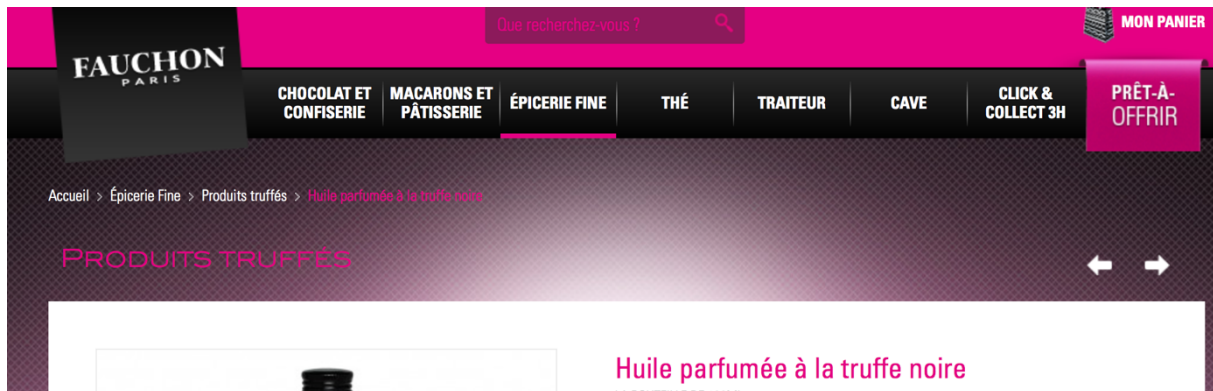 Que recherchez-vous ?
MON PANIER
FAUCHON
PARIS
CHOCOLAT ET
CONFISERIE
MACARONS ET
PÂTISSERIE
ÉPICERIE FINE
THÉ
TRAITEUR
CAVE
CLICK &
COLLECT 3H
PRÊT-À-
OFFRIR
Accueil > Épicerie Fine > Produits truffés > Huile parfumée à la truffe noire
PRODUITS TRUFFÉS
Huile parfumée à la truffe noire